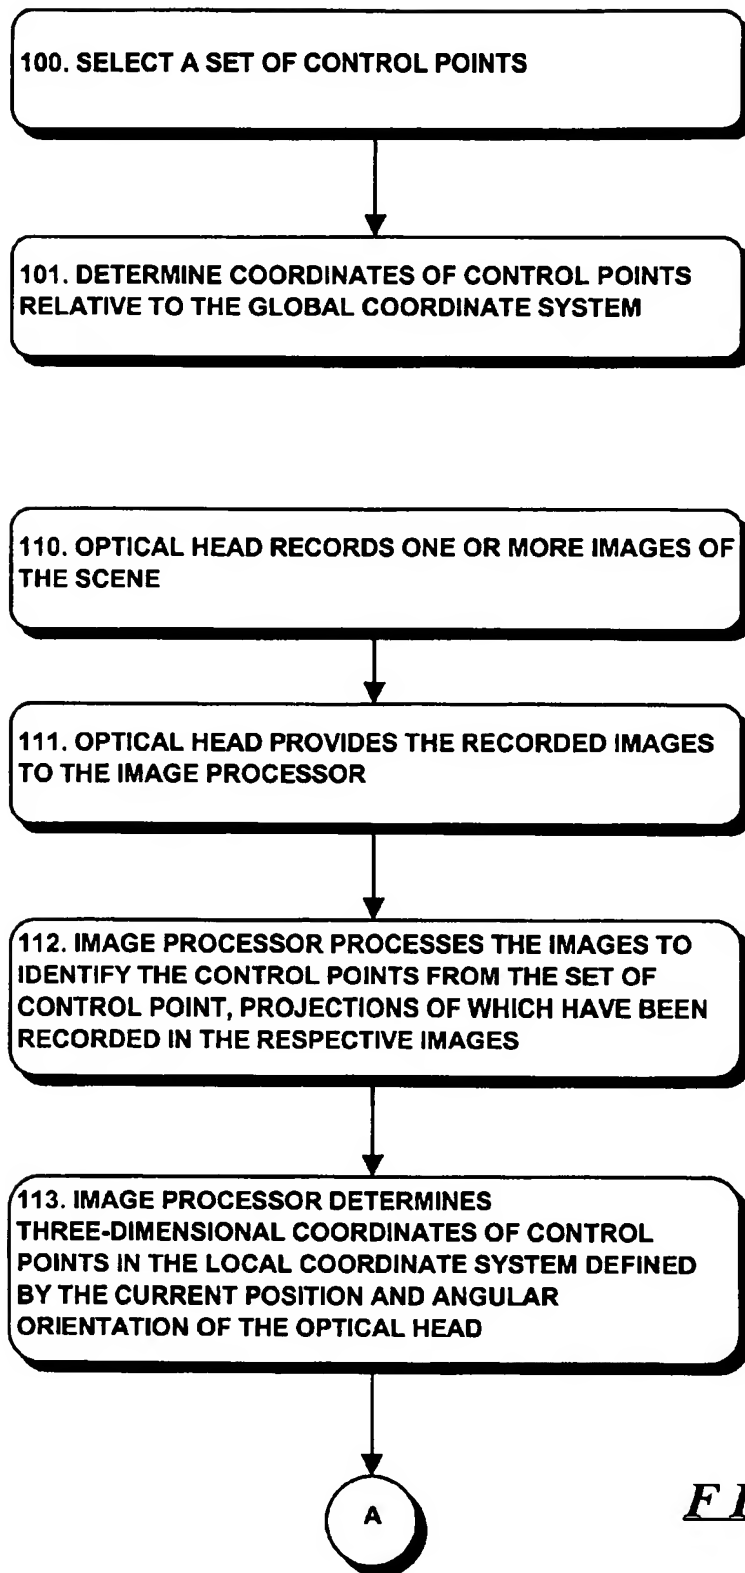 100. SELECT A SET OF CONTROL POINTS
101. DETERMINE COORDINATES OF CONTROL POINTS
RELATIVE TO THE GLOBAL COORDINATE SYSTEM
110. OPTICAL HEAD RECORDS ONE OR MORE IMAGES OF
THE SCENE
111. OPTICAL HEAD PROVIDES THE RECORDED IMAGES
TO THE IMAGE PROCESSOR
112. IMAGE PROCESSOR PROCESSES THE IMAGES TO
IDENTIFY THE CONTROL POINTS FROM THE SET OF
CONTROL POINT, PROJECTIONS OF WHICH HAVE BEEN
RECORDED IN THE RESPECTIVE IMAGES
113. IMAGE PROCESSOR DETERMINES
THREE-DIMENSIONAL COORDINATES OF CONTROL
POINTS IN THE LOCAL COORDINATE SYSTEM DEFINED
BY THE CURRENT POSITION AND ANGULAR
ORIENTATION OF THE OPTICAL HEAD
A